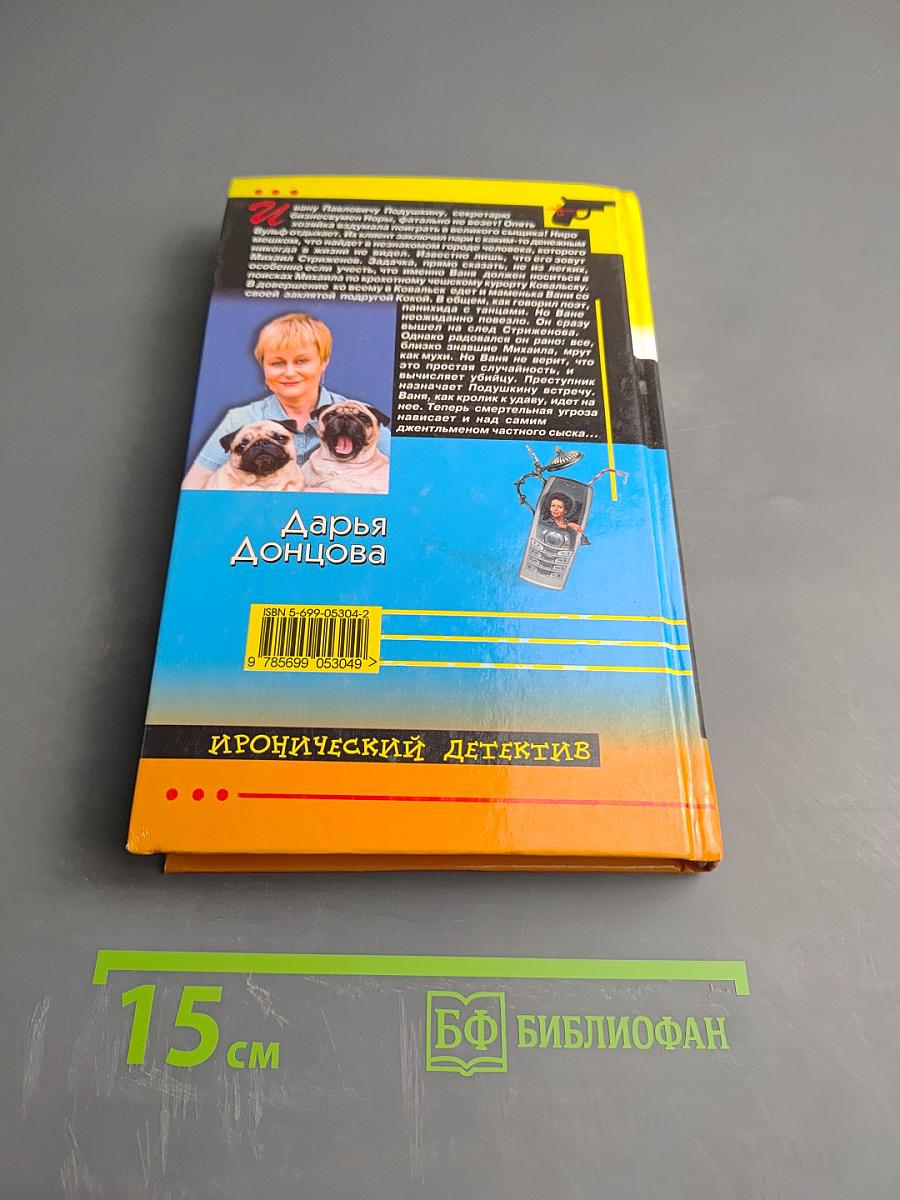 Ивану Павловичу Подушкину, секретарю
бизнесвумен Норы, фатально не везет! Опять
хозяйка вздумала поиграть в великого сыщика! Ниро
Вульф отдыхает. Их клиент заключил пари с каким-то денежным
мешком, что найдет в незнакомом городе человека, которого
никогда в жизни не видел. Известно лишь, что его зовут
Михаил Стриженов. Задачка, прямо сказать, не из легких,
особенно если учесть, что именно Ваня должен носиться в
поисках Михаила по крохотному чешскому курорту Ковальску.
В довершение ко всему в Ковальск едет и маменька Вани со
своей заклятой подругой Кокой. В общем, как говорил поэт,
панихида с танцами. Но Ване
неожиданно повезло. Он сразу
вышел на след Стриженова.
Однако радовался он рано: все,
близко знавшие Михаила, мрут
как мухи. Но Ваня не верит, что
это простая случайность, и
вычисляет убийцу. Преступник
назначает Подушкину встречу.
Ваня, как кролик к удаву, идет на
нее. Теперь смертельная угроза
нависает и над самим
джентльменом частного сыска...
Дарья
Донцова
ISBN 5-699-05304-2
9 785699 053049 >
ИРОНИЧЕСКИЙ ДЕТЕКТИВ
15 см
БФ БИБЛИОФАН